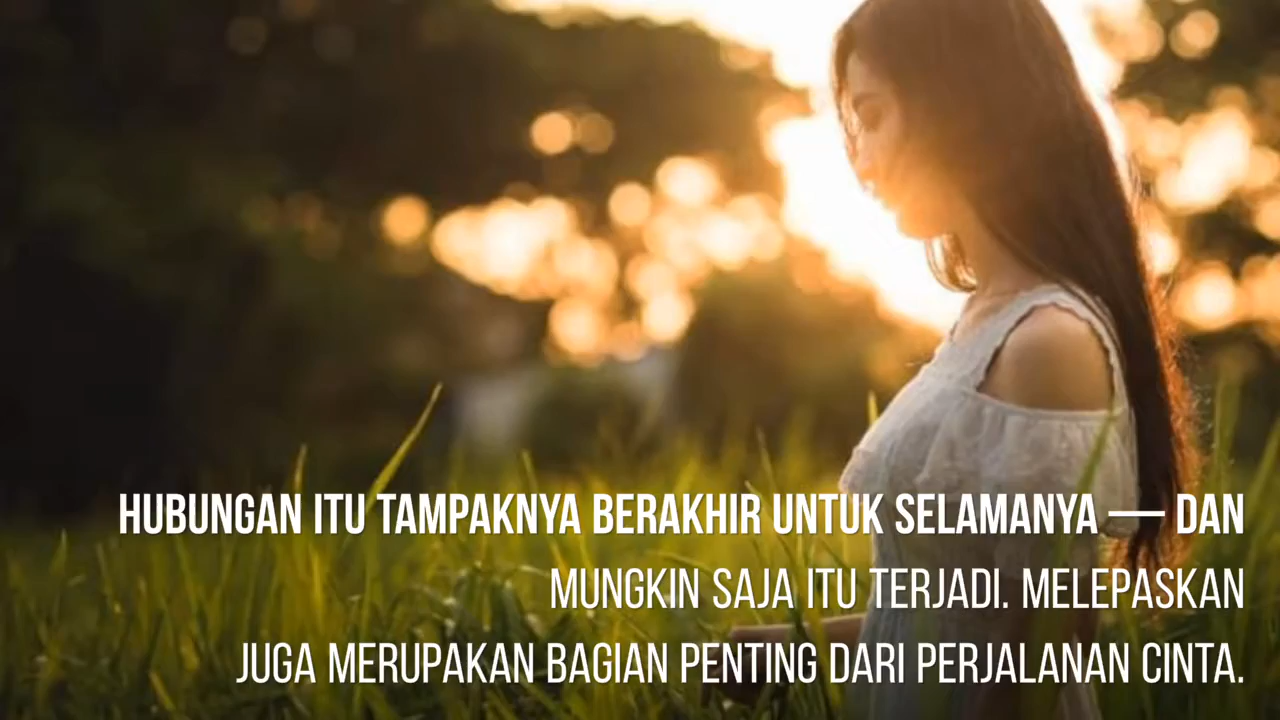 HUBUNGAN ITU TAMPAKNYA BERAKHIR UNTUK SELAMANYA — DAN
MUNGKIN SAJA ITU TERJADI. MELEPASKAN
JUGA MERUPAKAN BAGIAN PENTING DARI PERJALANAN CINTA.